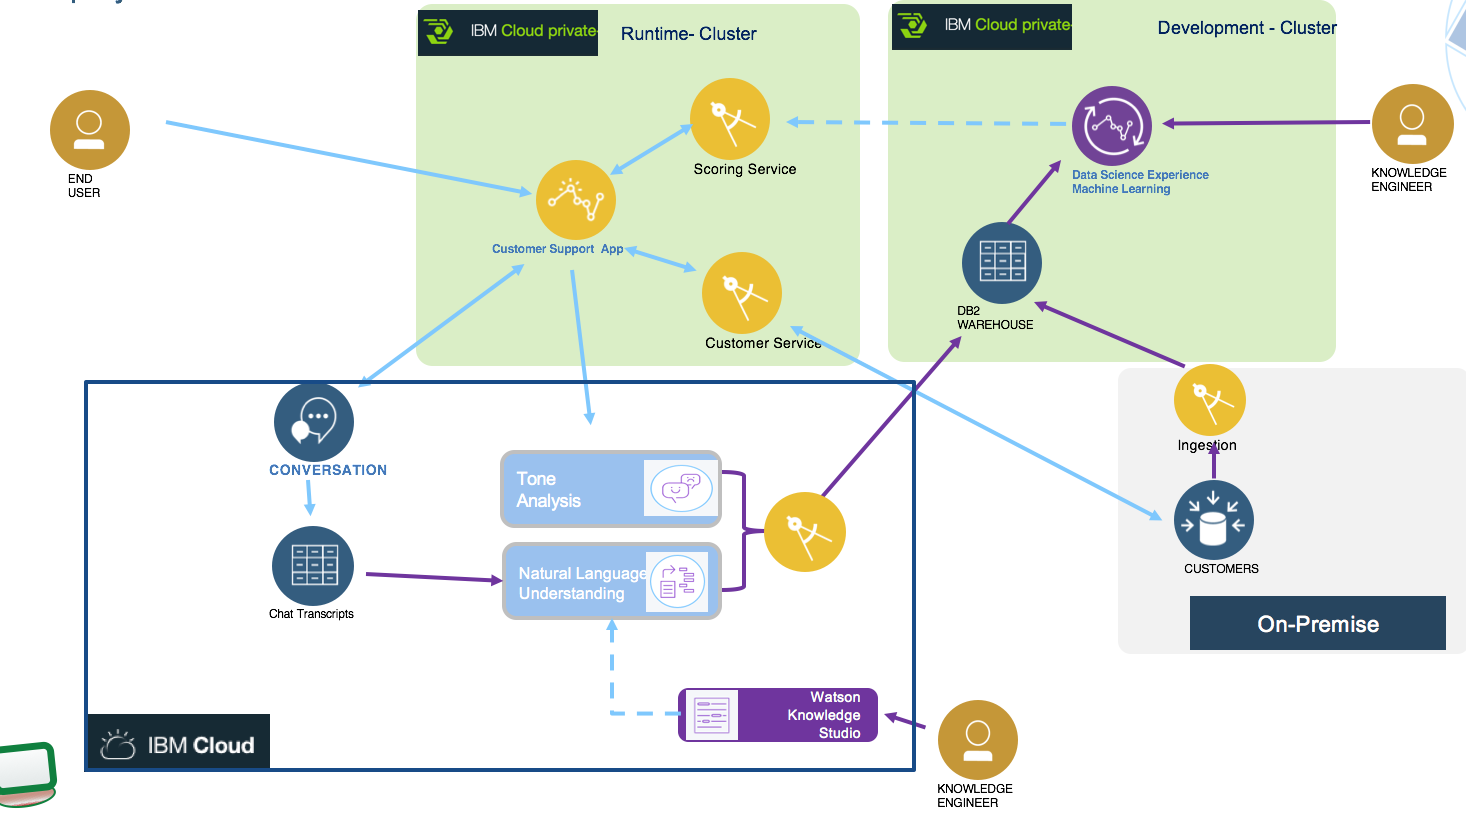 IBM Cloud private
Runtime- Cluster
IBM Cloud private
Development - Cluster
END
USER
Scoring Service
Data Science Experience
Machine Learning
KNOWLEDGE
ENGINEER
Customer Support App
DB2
WAREHOUSE
Customer Service
Ingestion
CONVERSATION
Tone
Analysis
CUSTOMERS
Natural Language
Understanding
Chat Transcripts
On-Premise
Watson
Knowledge
Studio
IBM Cloud
KNOWLEDGE
ENGINEER